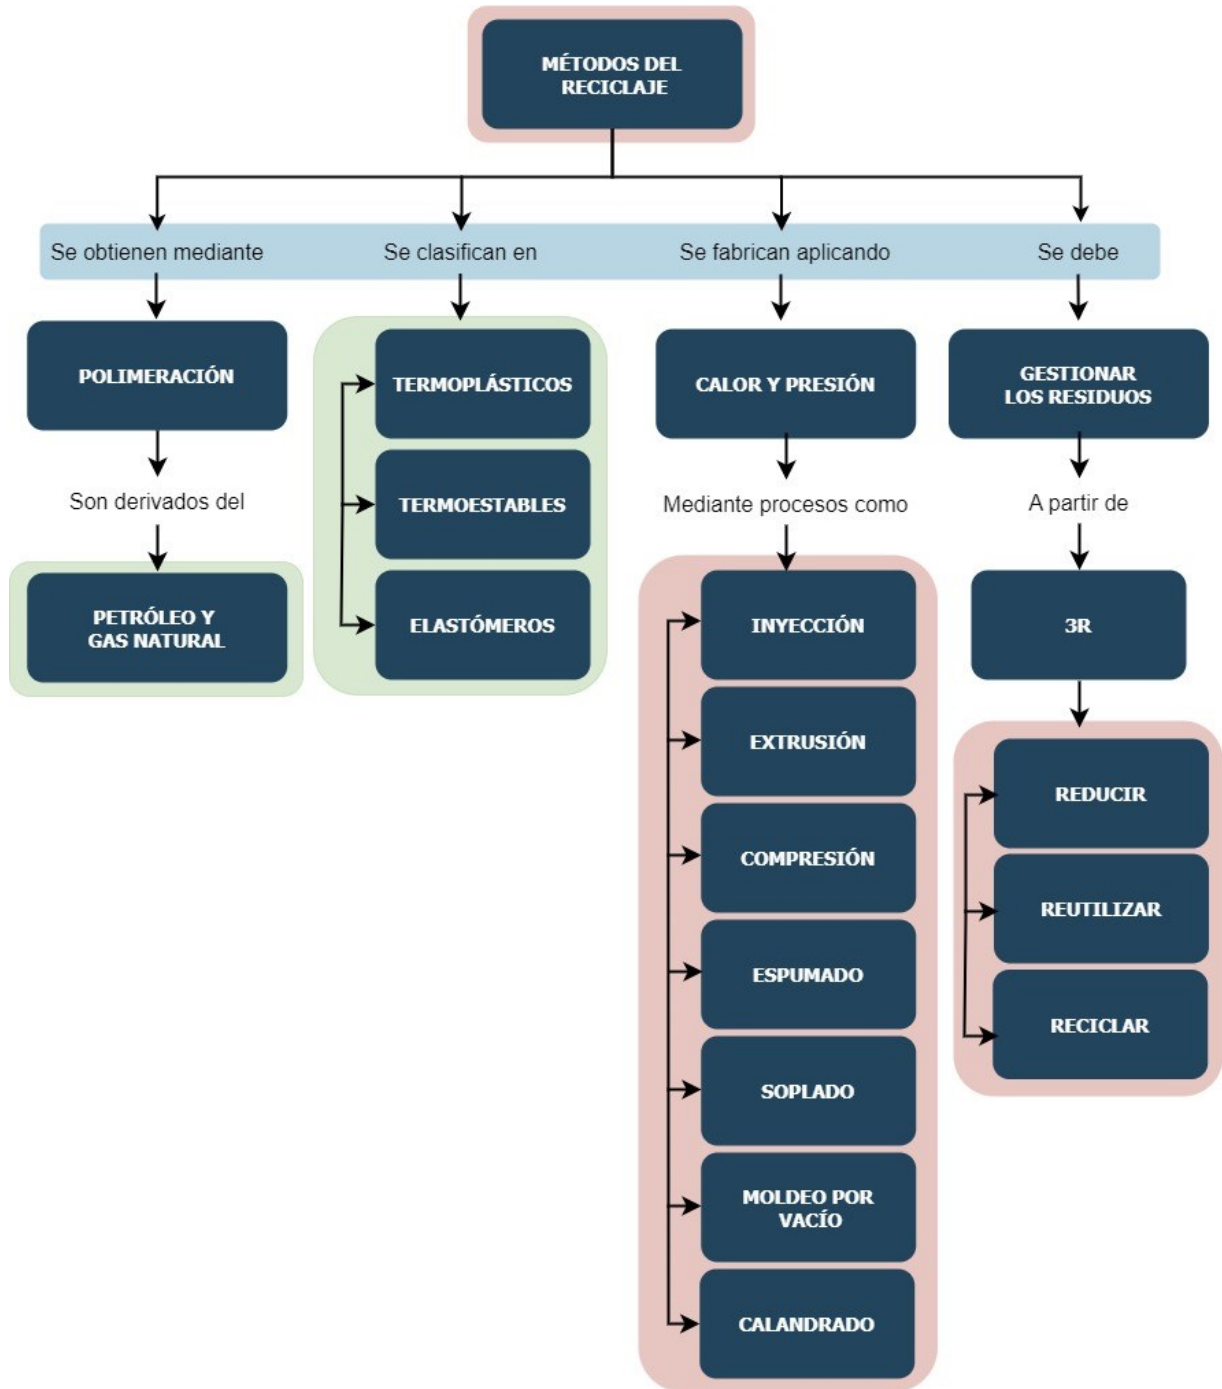 MÉTODOS DEL
RECICLAJE
Se obtienen mediante
Se clasifican en
Se fabrican aplicando
Se debe
POLIMERACIÓN
TERMOPLÁSTICOS
CALOR Y PRESIÓN
GESTIONAR
LOS RESIDUOS
Son derivados del
TERMOESTABLES
Mediante procesos como
A partir de
PETRÓLEO Y
GAS NATURAL
ELASTÓMEROS
INYECCIÓN
3R
EXTRUSIÓN
REDUCIR
COMPRESIÓN
REUTILIZAR
ESPUMADO
RECICLAR
SOPLADO
MOLDEO POR
VACÍO
CALANDRADO